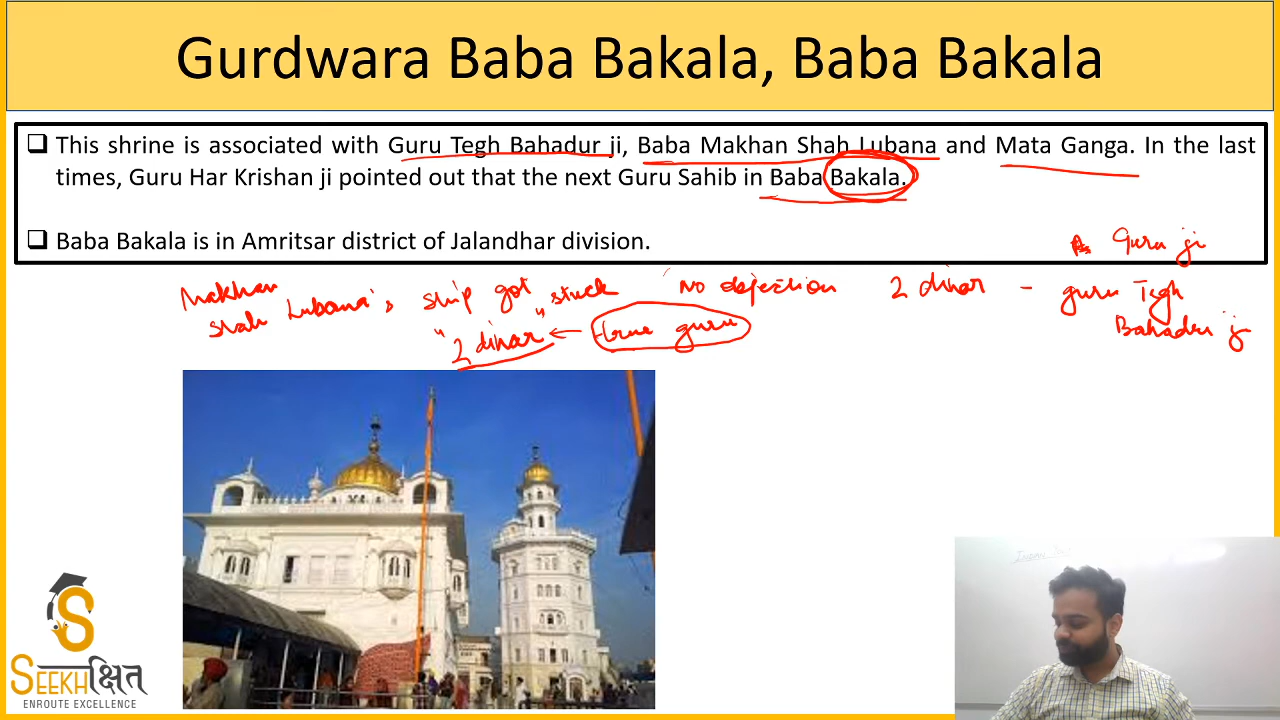 Gurdwara Baba Bakala, Baba Bakala
This shrine is associated with Guru Tegh Bahadur ji, Baba Makhan Shah Lubana and Mata Ganga. In the last
times, Guru Har Krishan ji pointed out that the next Guru Sahib in Baba Bakala.
Baba Bakala is in Amritsar district of Jalandhar division.
Guru ji
Makhan
Shah Lubana's ship got stuck No objection 2 dinar - guru Tegh
Bahadur ji
"2 dinar" ← true guru
SEEKHक्षित
ENROUTE EXCELLENCE